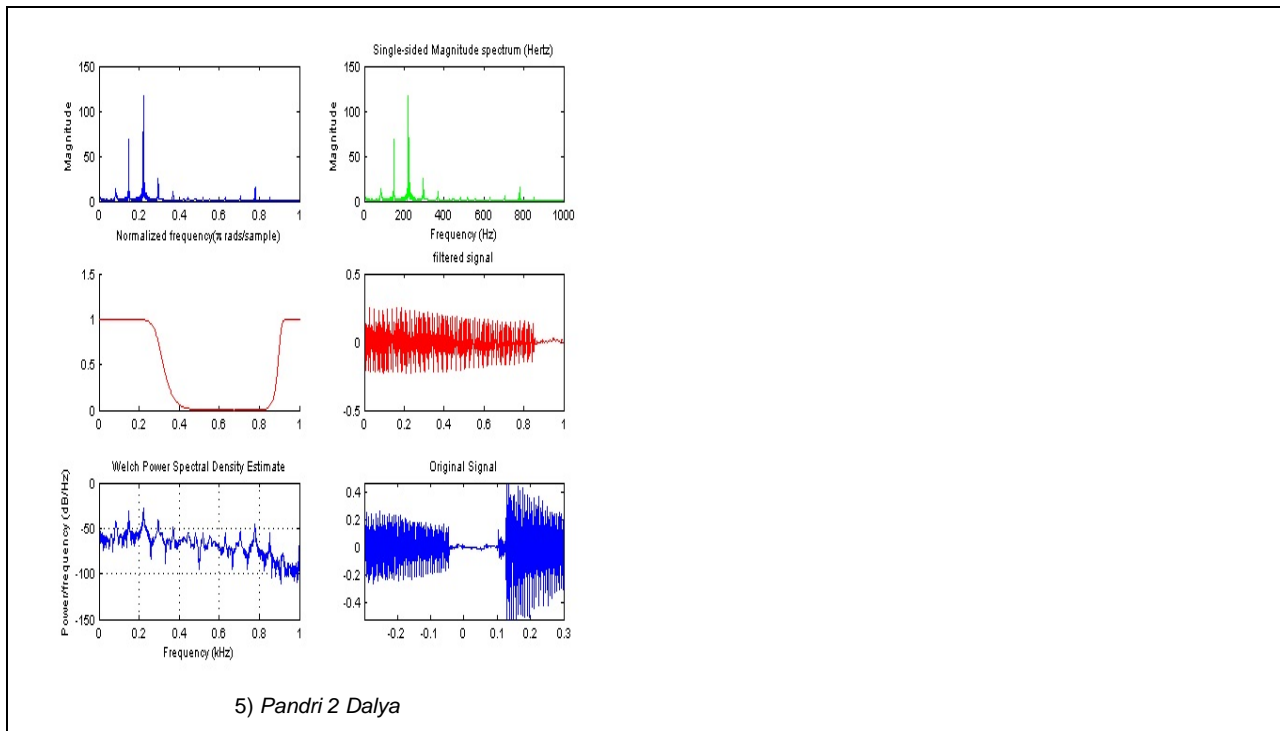 Single-sided Magnitude spectrum (Hertz)
150
100
50
0
Magnitude
0 0.2 0.4 0.6 0.8 1
Normalized frequency(π rads/sample)
150
100
50
0
Magnitude
0 200 400 600 800 1000
Frequency (Hz)
1.5
1
0.5
0
0 0.2 0.4 0.6 0.8 1
filtered signal
0.5
0
-0.5
0 0.2 0.4 0.6 0.8 1
Welch Power Spectral Density Estimate
0
-50
-100
-150
Power/frequency (dB/Hz)
0 0.2 0.4 0.6 0.8 1
Frequency (kHz)
Original Signal
0.4
0.2
0
-0.2
-0.4
-0.2 -0.1 0 0.1 0.2 0.3
5) Pandri 2 Dalya